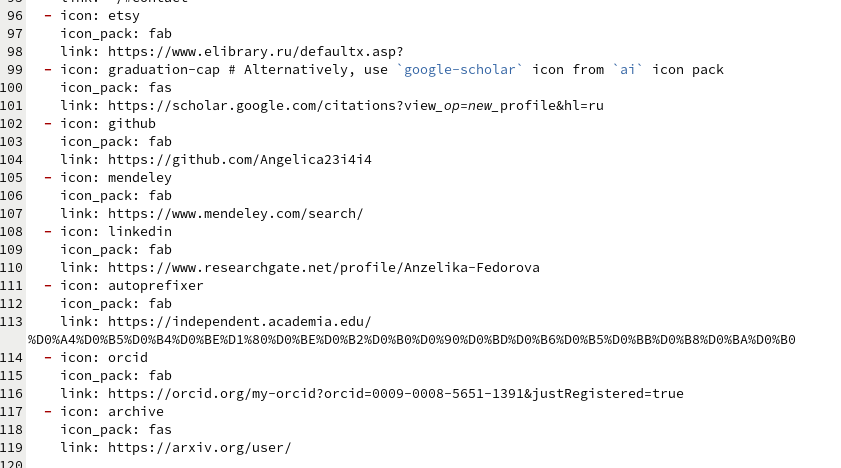 95 link: '/#contact'
96 - icon: etsy
97 icon_pack: fab
98 link: https://www.elibrary.ru/defaultx.asp?
99 - icon: graduation-cap # Alternatively, use `google-scholar` icon from `ai` icon pack
100 icon_pack: fas
101 link: https://scholar.google.com/citations?view_op=new_profile&hl=ru
102 - icon: github
103 icon_pack: fab
104 link: https://github.com/Angelica23i4i4
105 - icon: mendeley
106 icon_pack: fab
107 link: https://www.mendeley.com/search/
108 - icon: linkedin
109 icon_pack: fab
110 link: https://www.researchgate.net/profile/Anzelika-Fedorova
111 - icon: autoprefixer
112 icon_pack: fab
113 link: https://independent.academia.edu/
%D0%A4%D0%B5%D0%B4%D0%BE%D1%80%D0%BE%D0%B2%D0%B0%D0%90%D0%BD%D0%B6%D0%B5%D0%BB%D0%B8%D0%BA%D0%B0
114 - icon: orcid
115 icon_pack: fab
116 link: https://orcid.org/my-orcid?orcid=0009-0008-5651-1391&justRegistered=true
117 - icon: archive
118 icon_pack: fas
119 link: https://arxiv.org/user/
120